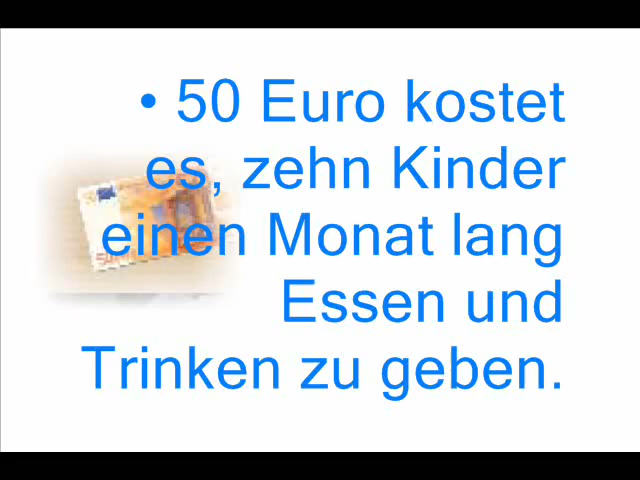 • 50 Euro kostet
es, zehn Kinder
einen Monat lang
Essen und
Trinken zu geben.